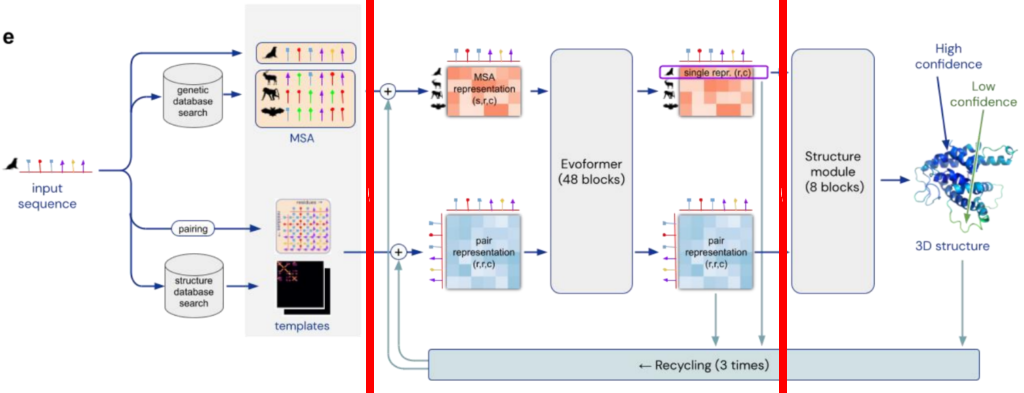 e
input
sequence
genetic
database
search
MSA
pairing
structure
database
search
residues →
templates
+
MSA
representation
(s,r,c)
+
pair
representation
(r,r,c)
Evoformer
(48 blocks)
single repr. (r,c)
pair
representation
(r,r,c)
Structure
module
(8 blocks)
High
confidence
Low
confidence
3D structure
← Recycling (3 times)